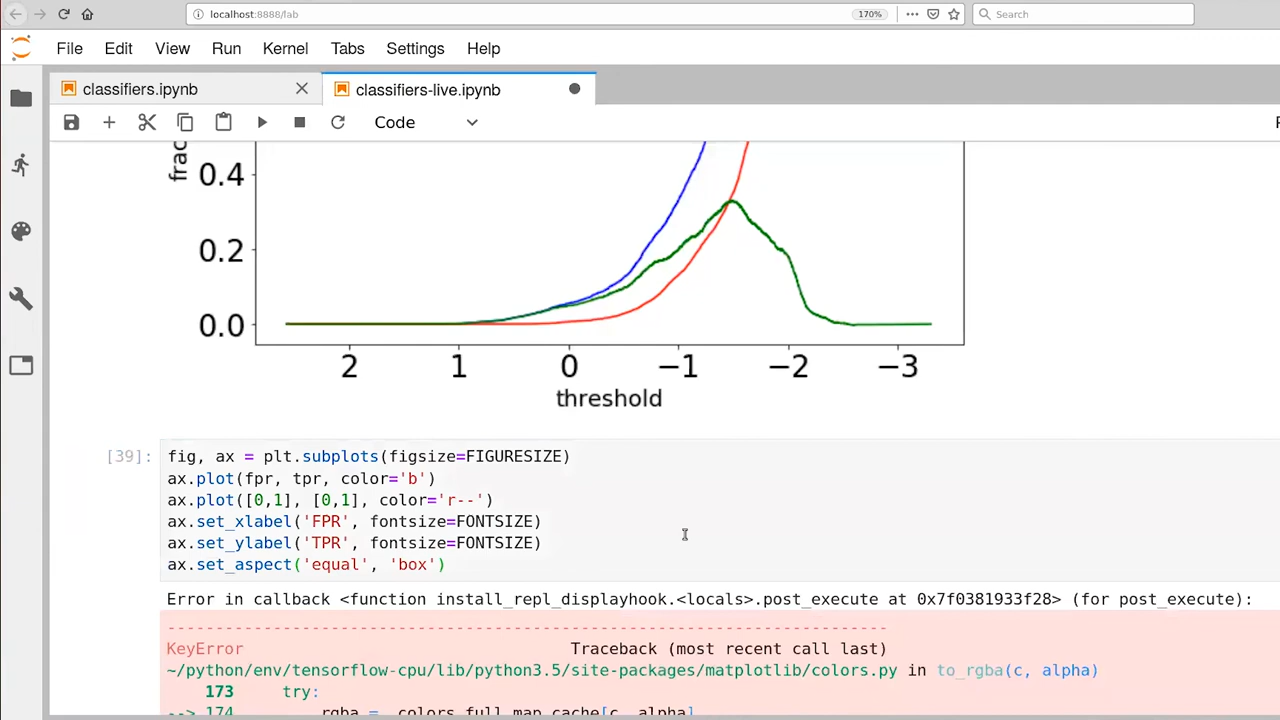 localhost:8888/lab
170%
Search
File Edit View Run Kernel Tabs Settings Help
classifiers.ipynb
classifiers-live.ipynb
Code
frac
0.4
0.2
0.0
2 1 0 −1 −2 −3
threshold
[39]: fig, ax = plt.subplots(figsize=FIGURESIZE)
ax.plot(fpr, tpr, color='b')
ax.plot([0,1], [0,1], color='r--')
ax.set_xlabel('FPR', fontsize=FONTSIZE)
ax.set_ylabel('TPR', fontsize=FONTSIZE)
ax.set_aspect('equal', 'box')
Error in callback <function install_repl_displayhook.<locals>.post_execute at 0x7f0381933f28> (for post_execute):
---------------------------------------------------------------------------
KeyError Traceback (most recent call last)
~/python/env/tensorflow-cpu/lib/python3.5/site-packages/matplotlib/colors.py in to_rgba(c, alpha)
173 try:
--> 174 rgba = _colors_full_map.cache[c, alpha]